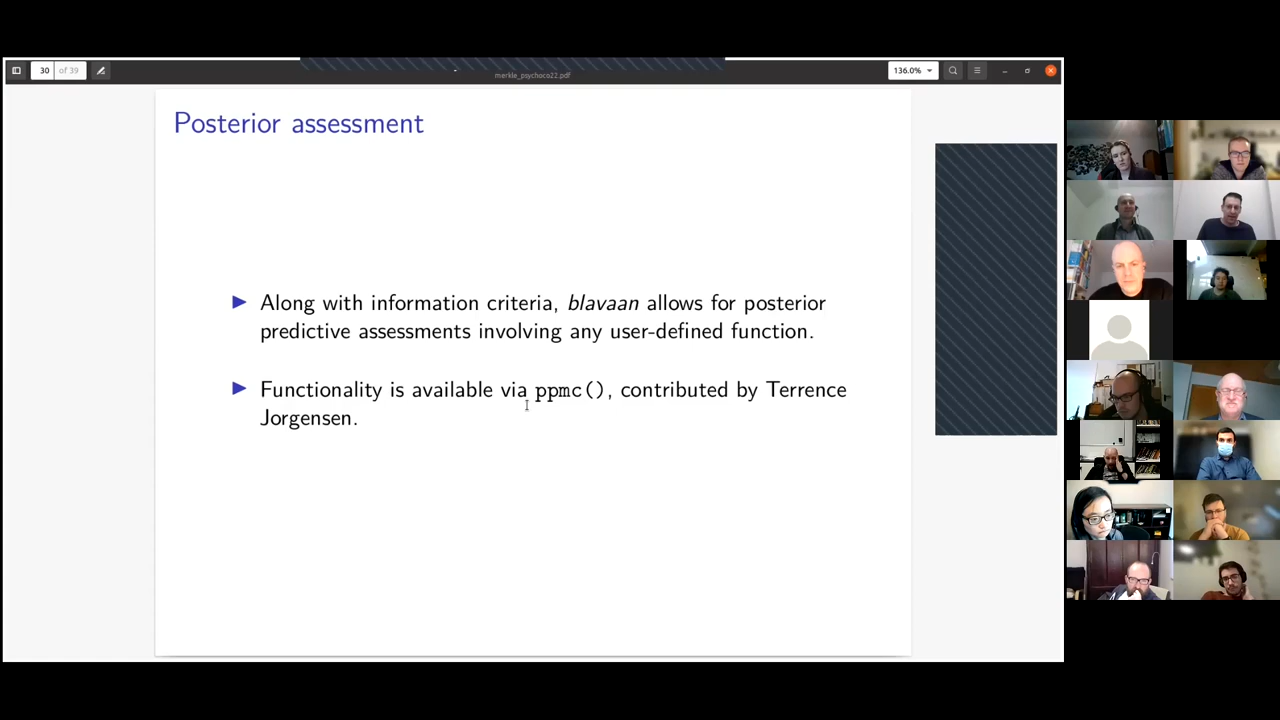 30 of 39
merkle_psychoco22.pdf
136.0%
Posterior assessment
Along with information criteria, blavaan allows for posterior
predictive assessments involving any user-defined function.
Functionality is available via ppmc(), contributed by Terrence
Jorgensen.